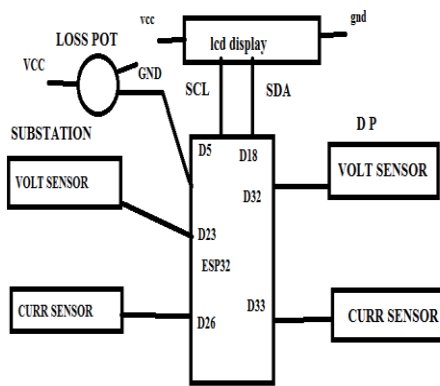 vcc
gnd
LOSS POT
lcd display
VCC
GND
SCL
SDA
SUBSTATION
D P
D5
D18
VOLT SENSOR
VOLT SENSOR
D32
D23
ESP32
CURR SENSOR
D26
D33
CURR SENSOR